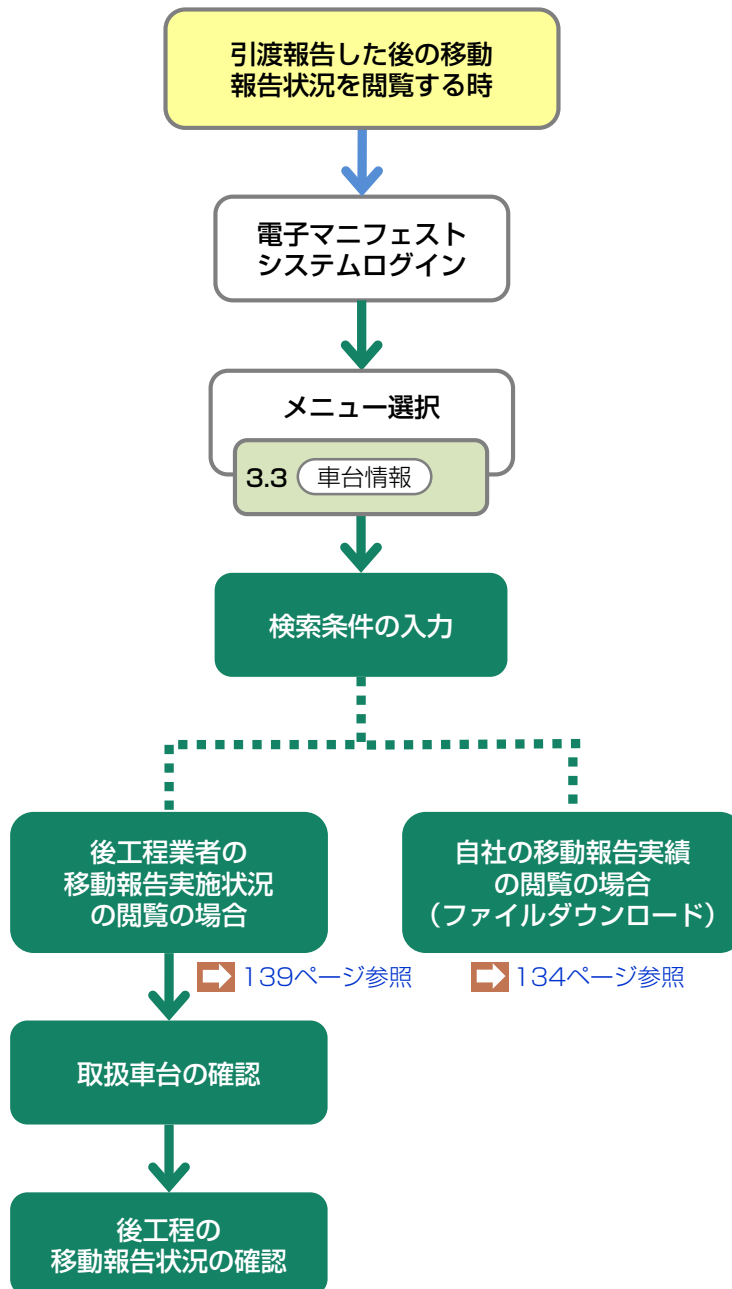 引渡報告した後の移動
報告状況を閲覧する時
電子マニフェスト
システムログイン
メニュー選択
3.3 車台情報
検索条件の入力
後工程業者の
移動報告実施状況
の閲覧の場合
139ページ参照
自社の移動報告実績
の閲覧の場合
（ファイルダウンロード）
134ページ参照
取扱車台の確認
後工程の
移動報告状況の確認